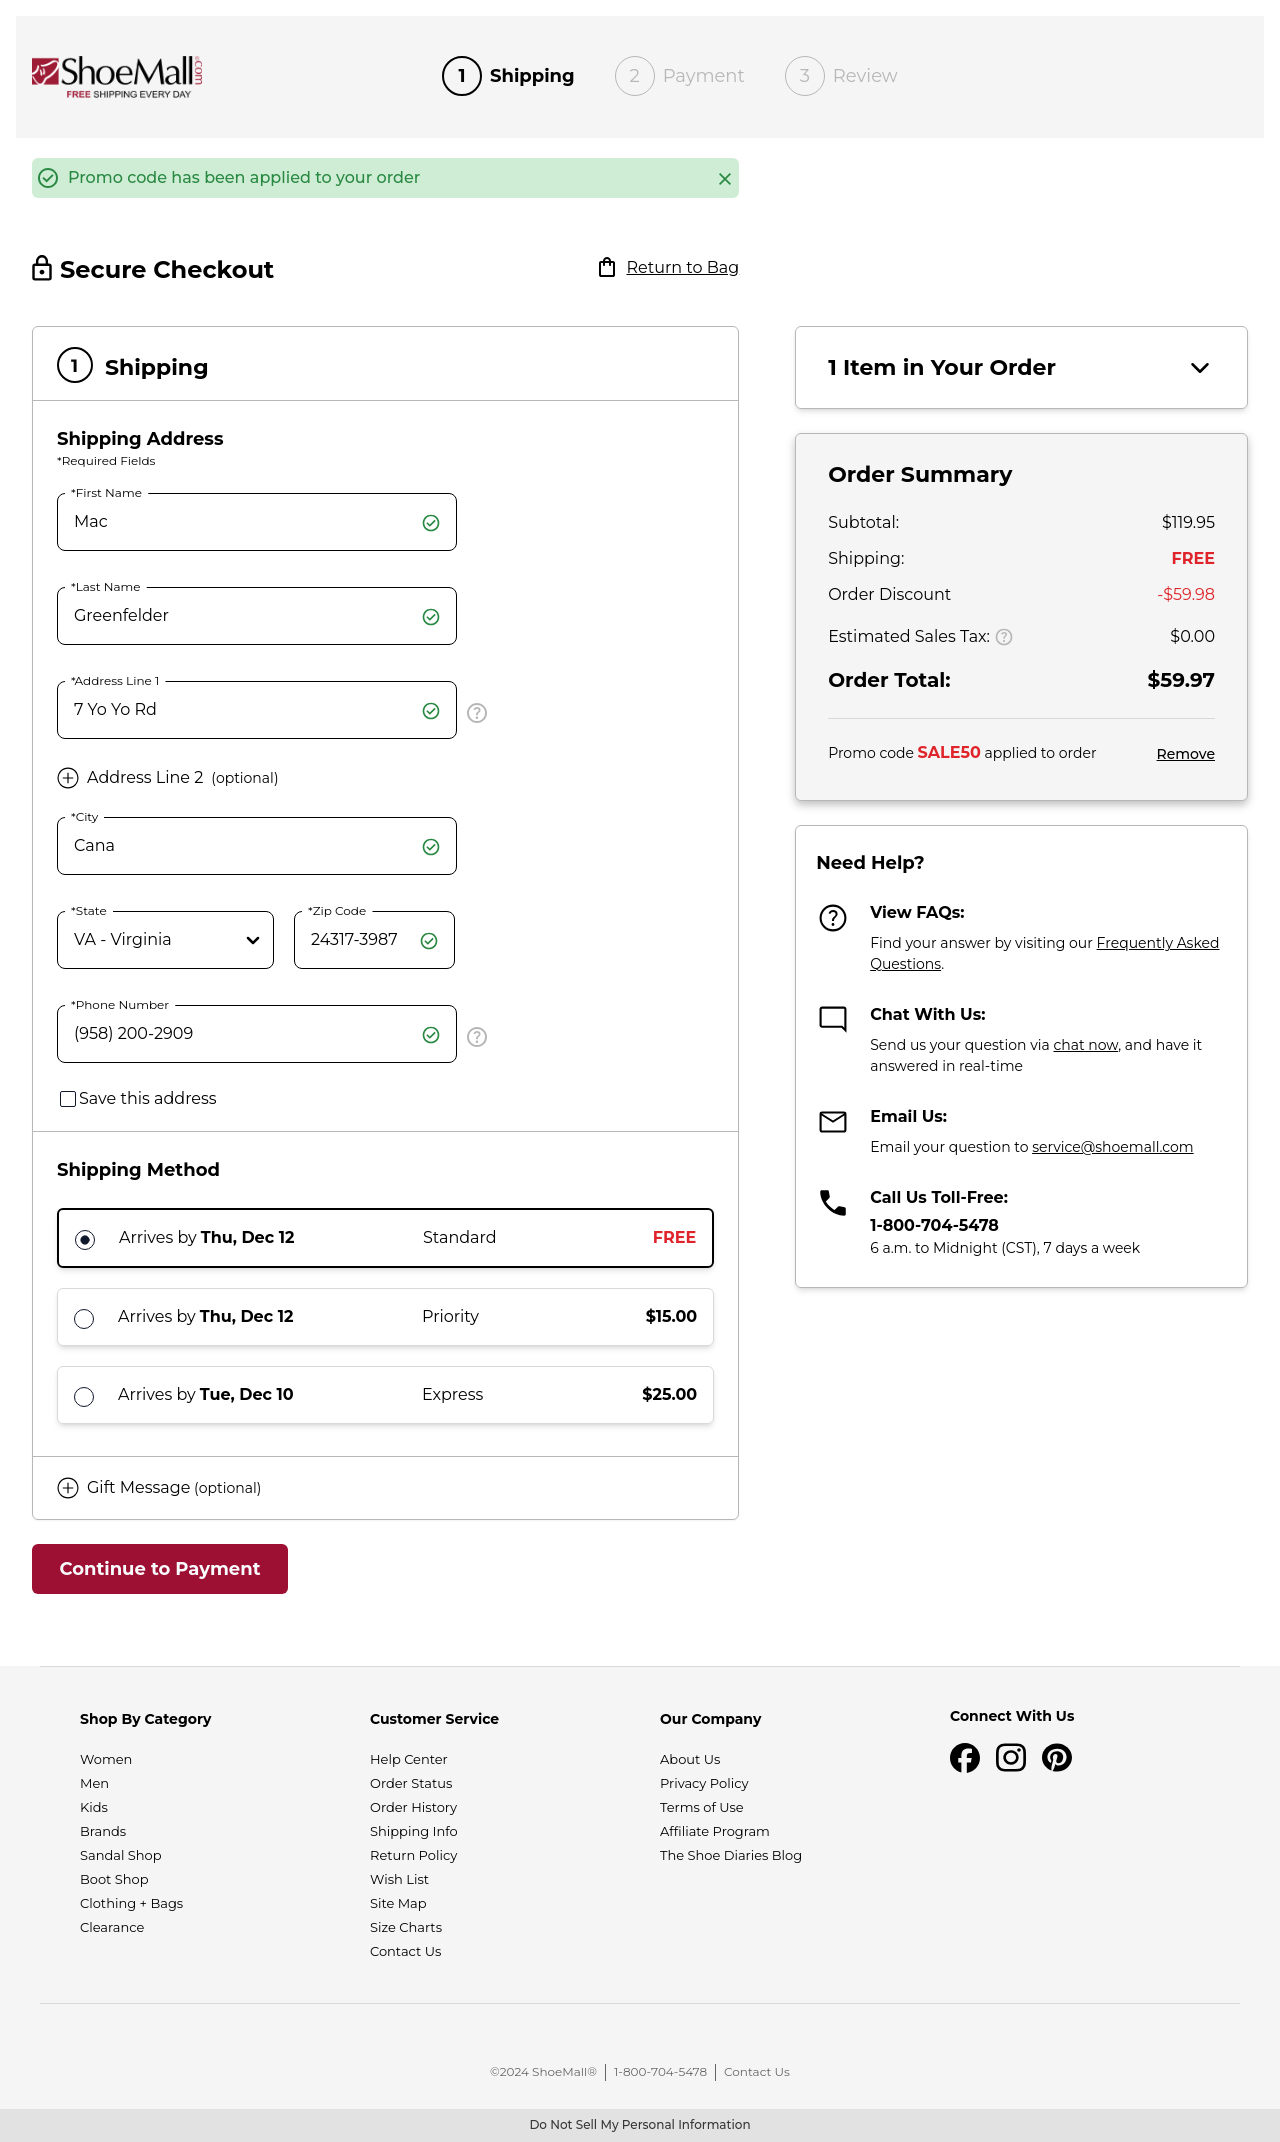 ShoeMall.com
FREE SHIPPING EVERY DAY
1 Shipping
2 Payment
3 Review
Promo code has been applied to your order
Secure Checkout
Return to Bag
1 Shipping
Shipping Address
*Required Fields
*First Name
Mac
*Last Name
Greenfelder
*Address Line 1
7 Yo Yo Rd
Address Line 2 (optional)
*City
Cana
*State
VA - Virginia
*Zip Code
24317-3987
*Phone Number
(958) 200-2909
Save this address
Shipping Method
Arrives by Thu, Dec 12 Standard FREE
Arrives by Thu, Dec 12 Priority $15.00
Arrives by Tue, Dec 10 Express $25.00
Gift Message (optional)
Continue to Payment
1 Item in Your Order
Order Summary
Subtotal: $119.95
Shipping: FREE
Order Discount -$59.98
Estimated Sales Tax: $0.00
Order Total: $59.97
Promo code SALE50 applied to order Remove
Need Help?
View FAQs:
Find your answer by visiting our Frequently Asked
Questions.
Chat With Us:
Send us your question via chat now, and have it
answered in real-time
Email Us:
Email your question to service@shoemall.com
Call Us Toll-Free:
1-800-704-5478
6 a.m. to Midnight (CST), 7 days a week
Shop By Category
Women
Men
Kids
Brands
Sandal Shop
Boot Shop
Clothing + Bags
Clearance
Customer Service
Help Center
Order Status
Order History
Shipping Info
Return Policy
Wish List
Site Map
Size Charts
Contact Us
Our Company
About Us
Privacy Policy
Terms of Use
Affiliate Program
The Shoe Diaries Blog
Connect With Us
©2024 ShoeMall® | 1-800-704-5478 | Contact Us
Do Not Sell My Personal Information